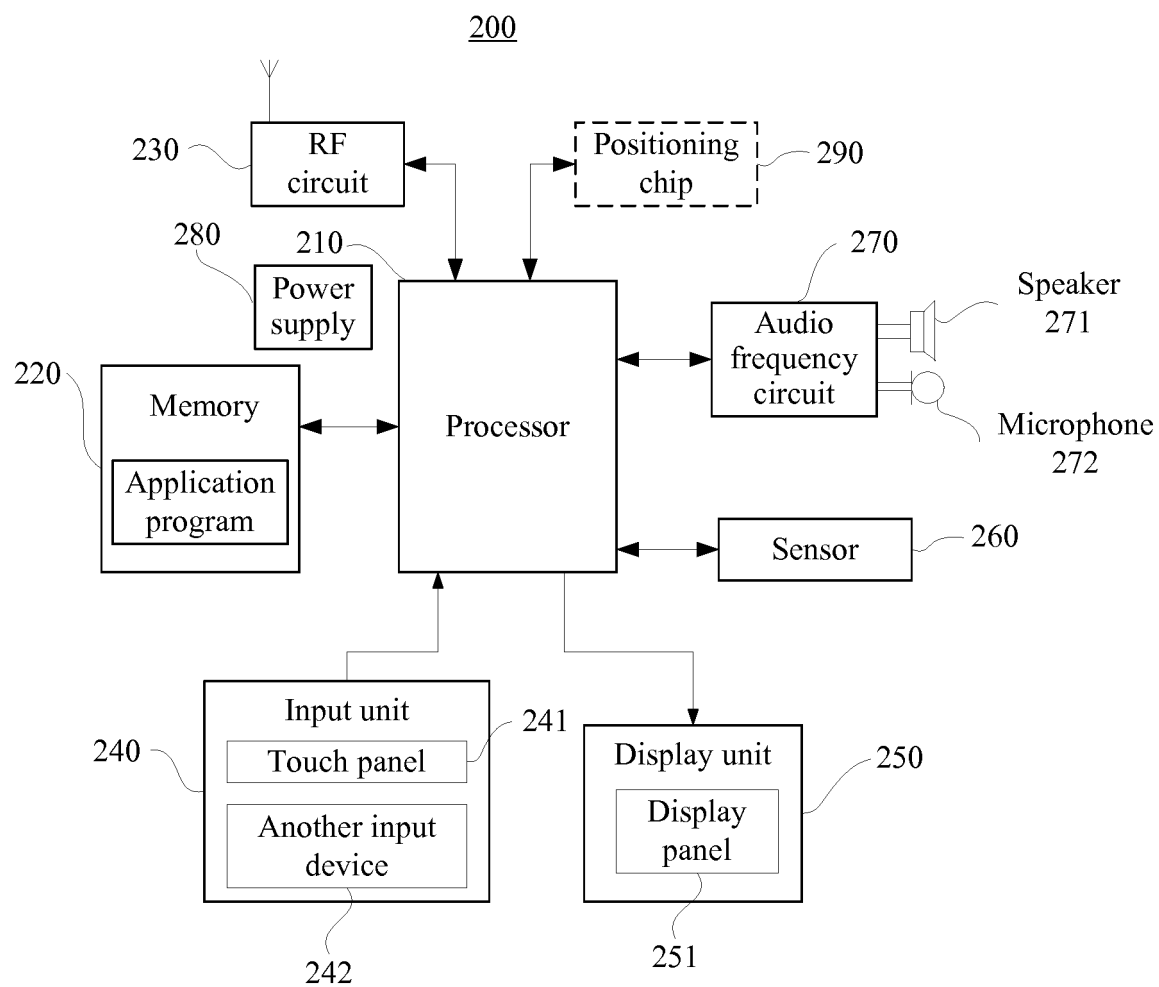 200
230
RF
circuit
Positioning
chip
290
280
210
270
Power
supply
Audio
frequency
circuit
Speaker
271
220
Memory
Processor
Microphone
272
Application
program
Sensor
260
Input unit
241
240
Touch panel
Another input
device
242
Display unit
250
Display
panel
251